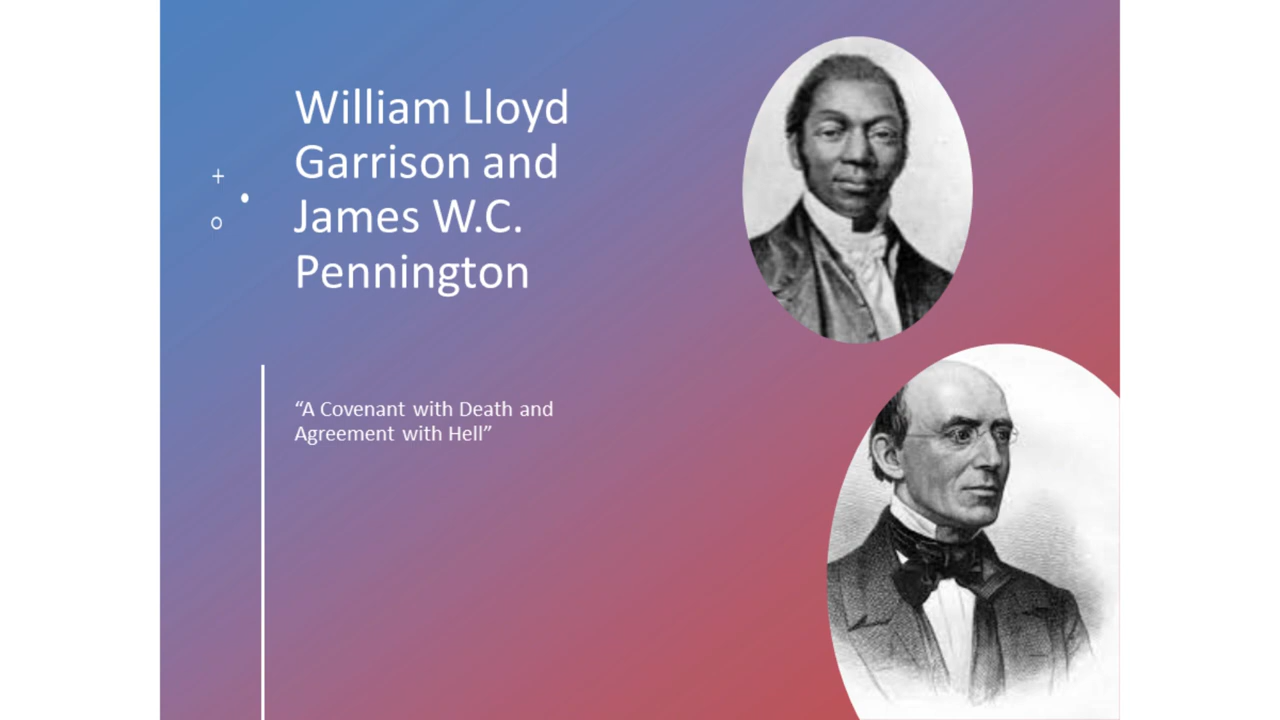 William Lloyd
Garrison and
James W.C.
Pennington
“A Covenant with Death and
Agreement with Hell”